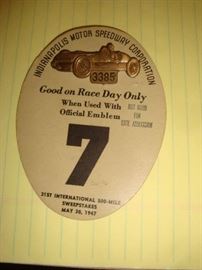 INDIANAPOLIS MOTOR SPEEDWAY CORPORATION
3385
Good on Race Day Only
When Used With
Official Emblem
NOT GOOD
FOR
GATE ADMISSION
7
31ST INTERNATIONAL 500-MILE
SWEEPSTAKES
MAY 30, 1947